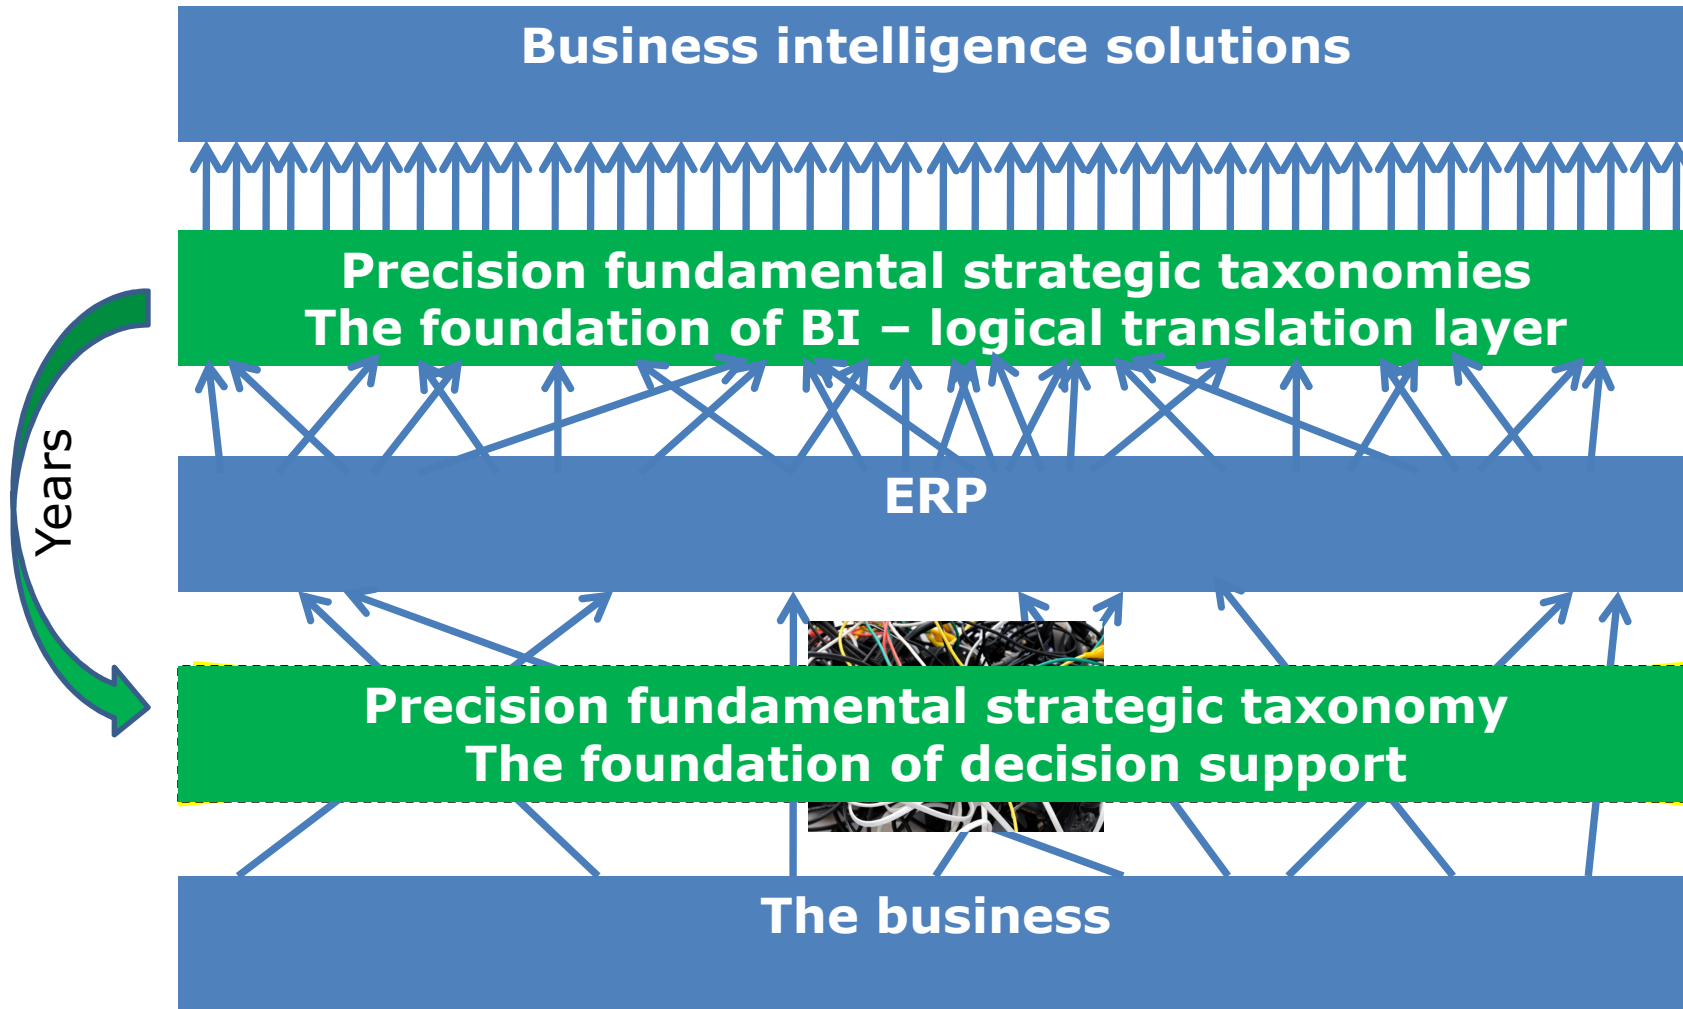 Business intelligence solutions
Precision fundamental strategic taxonomies
The foundation of BI – logical translation layer
Years
ERP
Precision fundamental strategic taxonomy
The foundation of decision support
The business